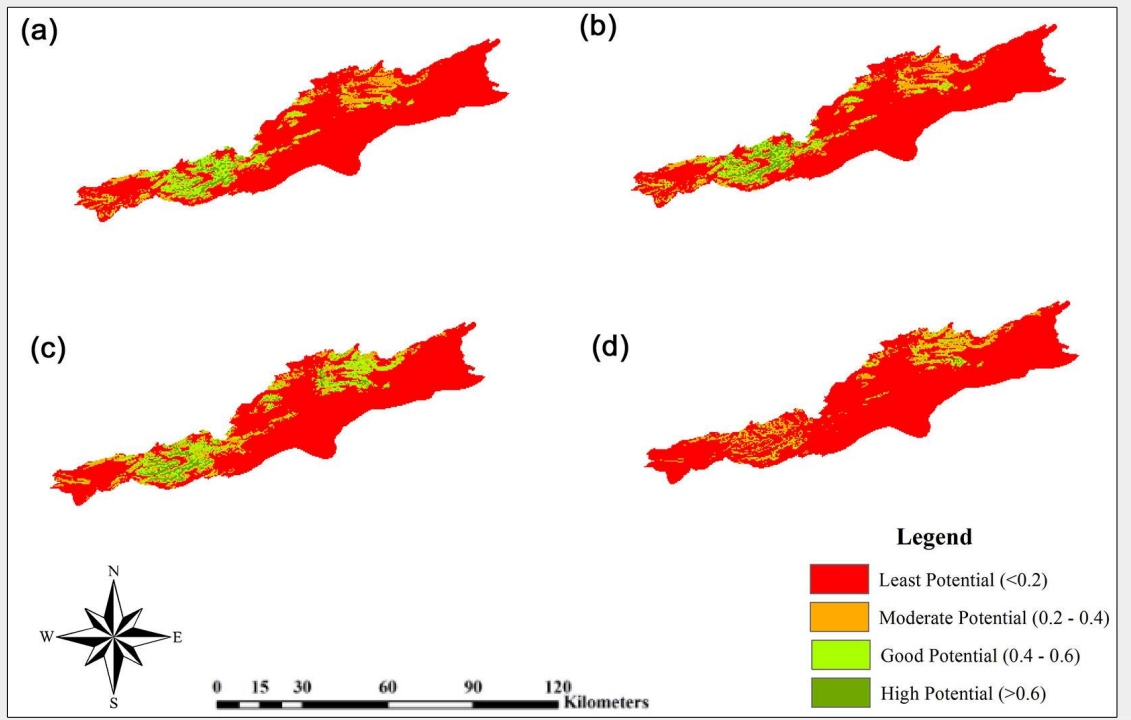 (a)
(b)
(c)
(d)
Legend
Least Potential (<0.2)
Moderate Potential (0.2 - 0.4)
Good Potential (0.4 - 0.6)
High Potential (>0.6)
N
W E
S
0 15 30 60 90 120
Kilometers